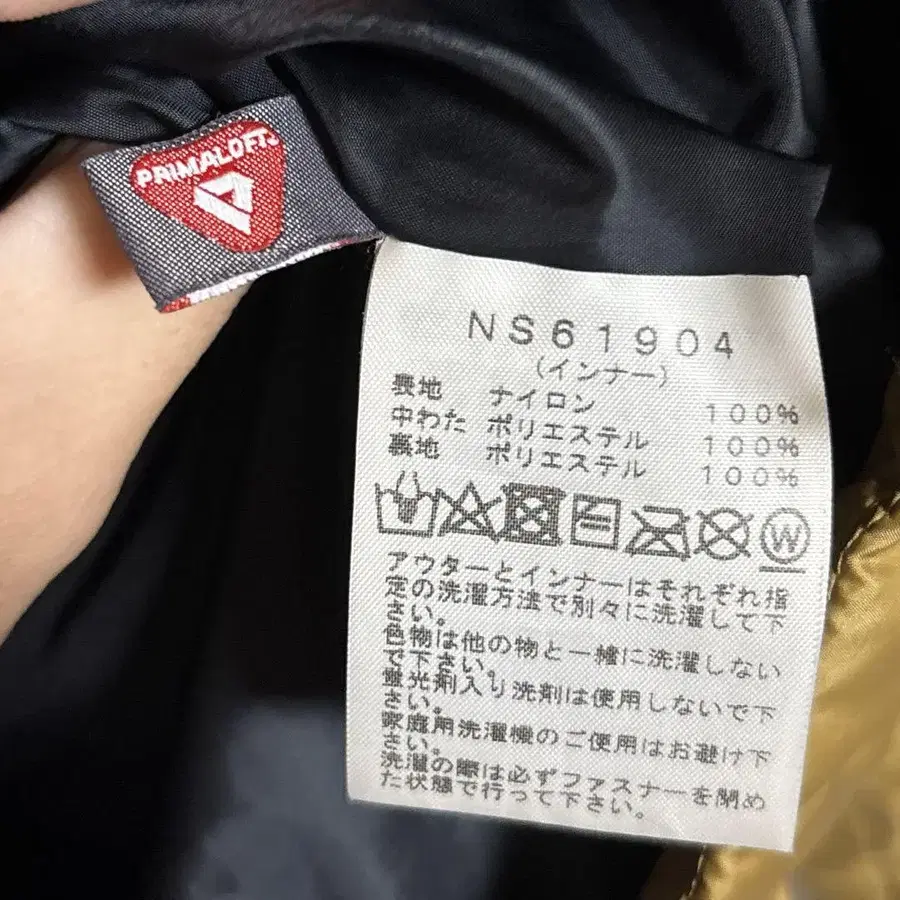 PRIMALOFT®
NS61904
(インナー)
表地 ナイロン 100%
中わた ポリエステル 100%
裏地 ポリエステル 100%
W
アウターとインナーはそれぞれ指
定の洗濯方法で別々に洗濯して下
さい。
色物は他の物と一緒に洗濯しない
で下さい。
蛍光剤入り洗剤は使用しないで下
さい。
家庭用洗濯機のご使用はお避け下
さい。
洗濯の際は必ずファスナーを閉め
た状態で行って下さい。